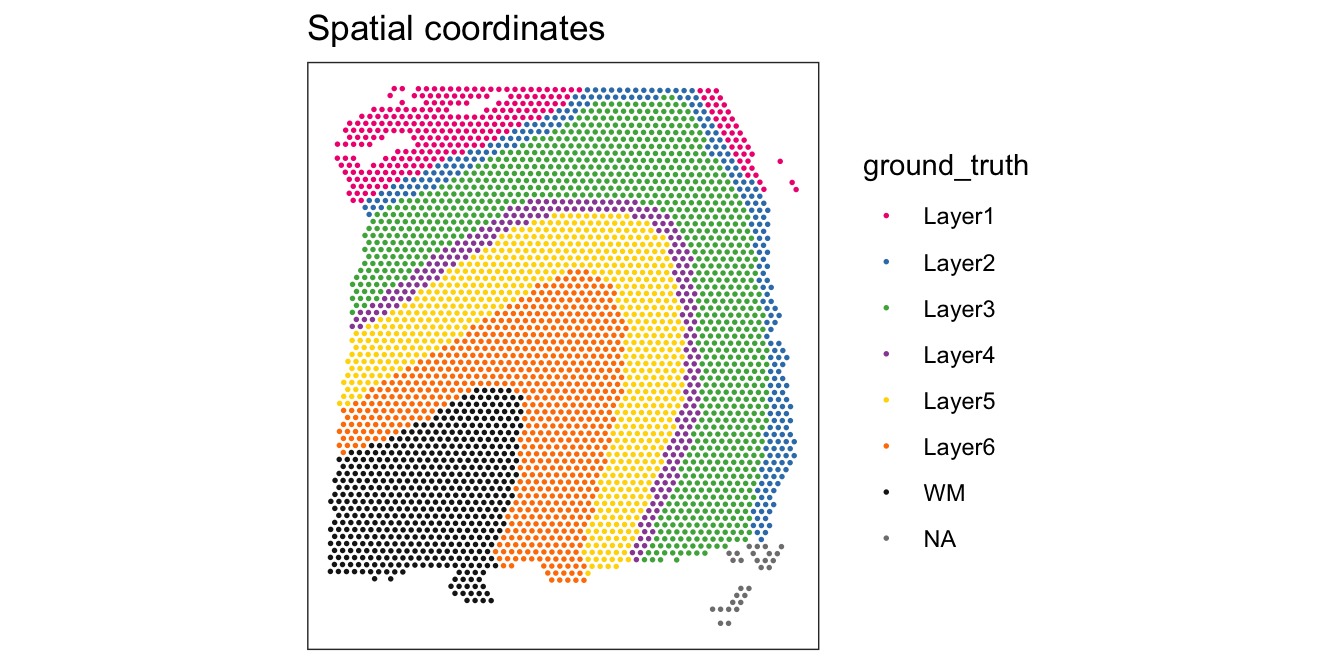 Spatial coordinates
ground_truth
Layer1
Layer2
Layer3
Layer4
Layer5
Layer6
WM
NA